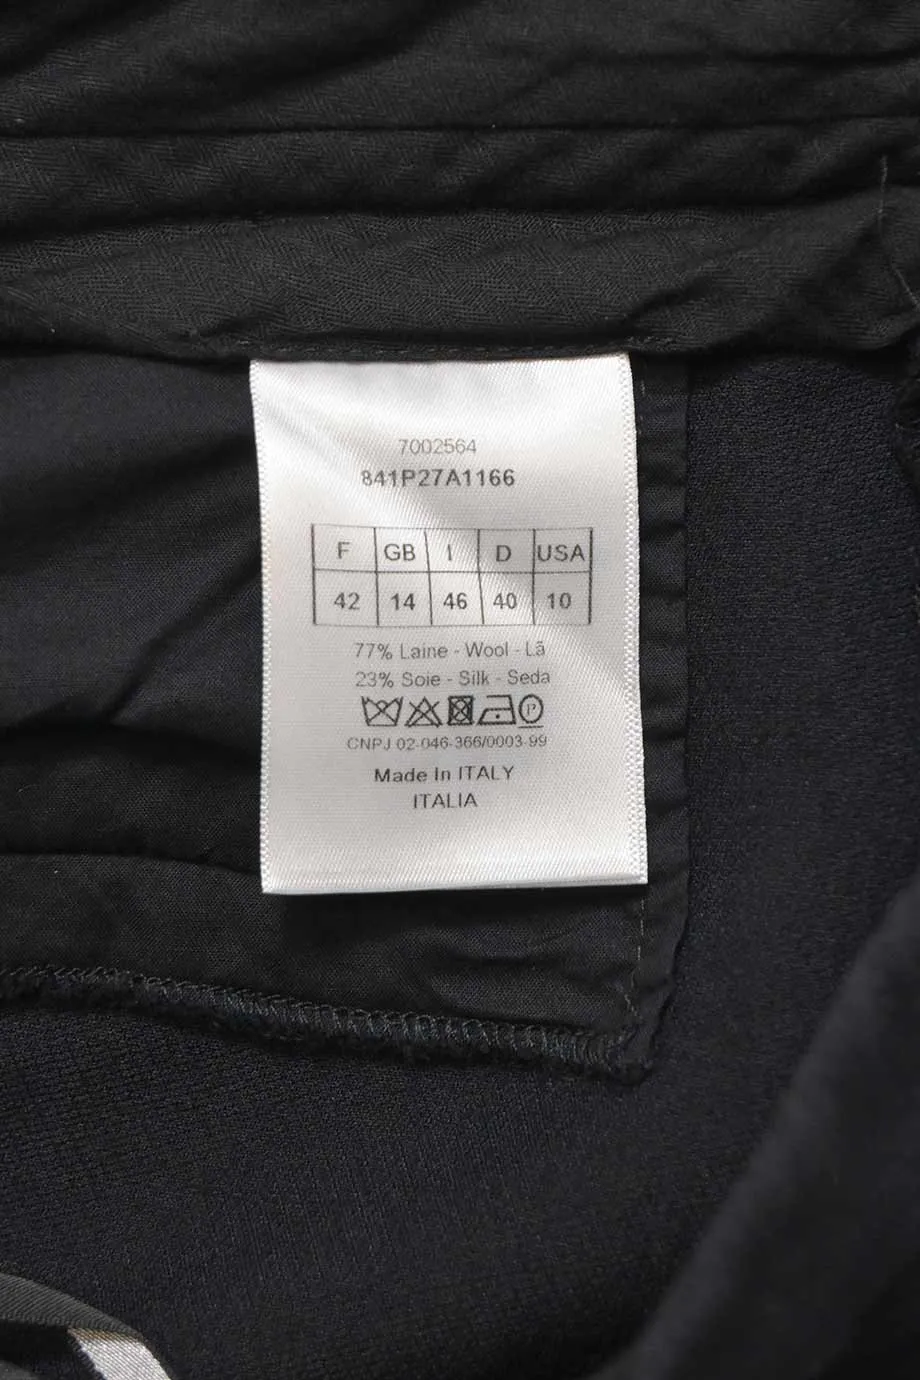 7002564
841P27A1166
F GB I D USA
42 14 46 40 10
77% Laine - Wool - Lã
23% Soie - Silk - Seda
P
CNPJ 02-046-366/0003-99
Made In ITALY
ITALIA